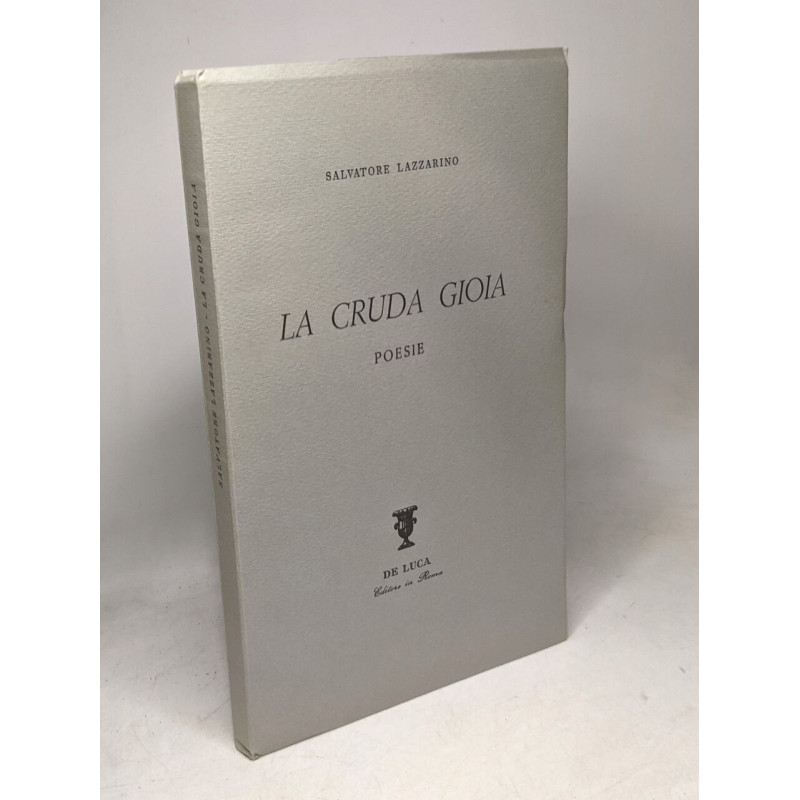 SALVATORE LAZZARINO
LA CRUDA GIOIA
POESIE
DE LUCA
Editore in Roma
SALVATORE LAZZARINO - LA CRUDA GIOIA